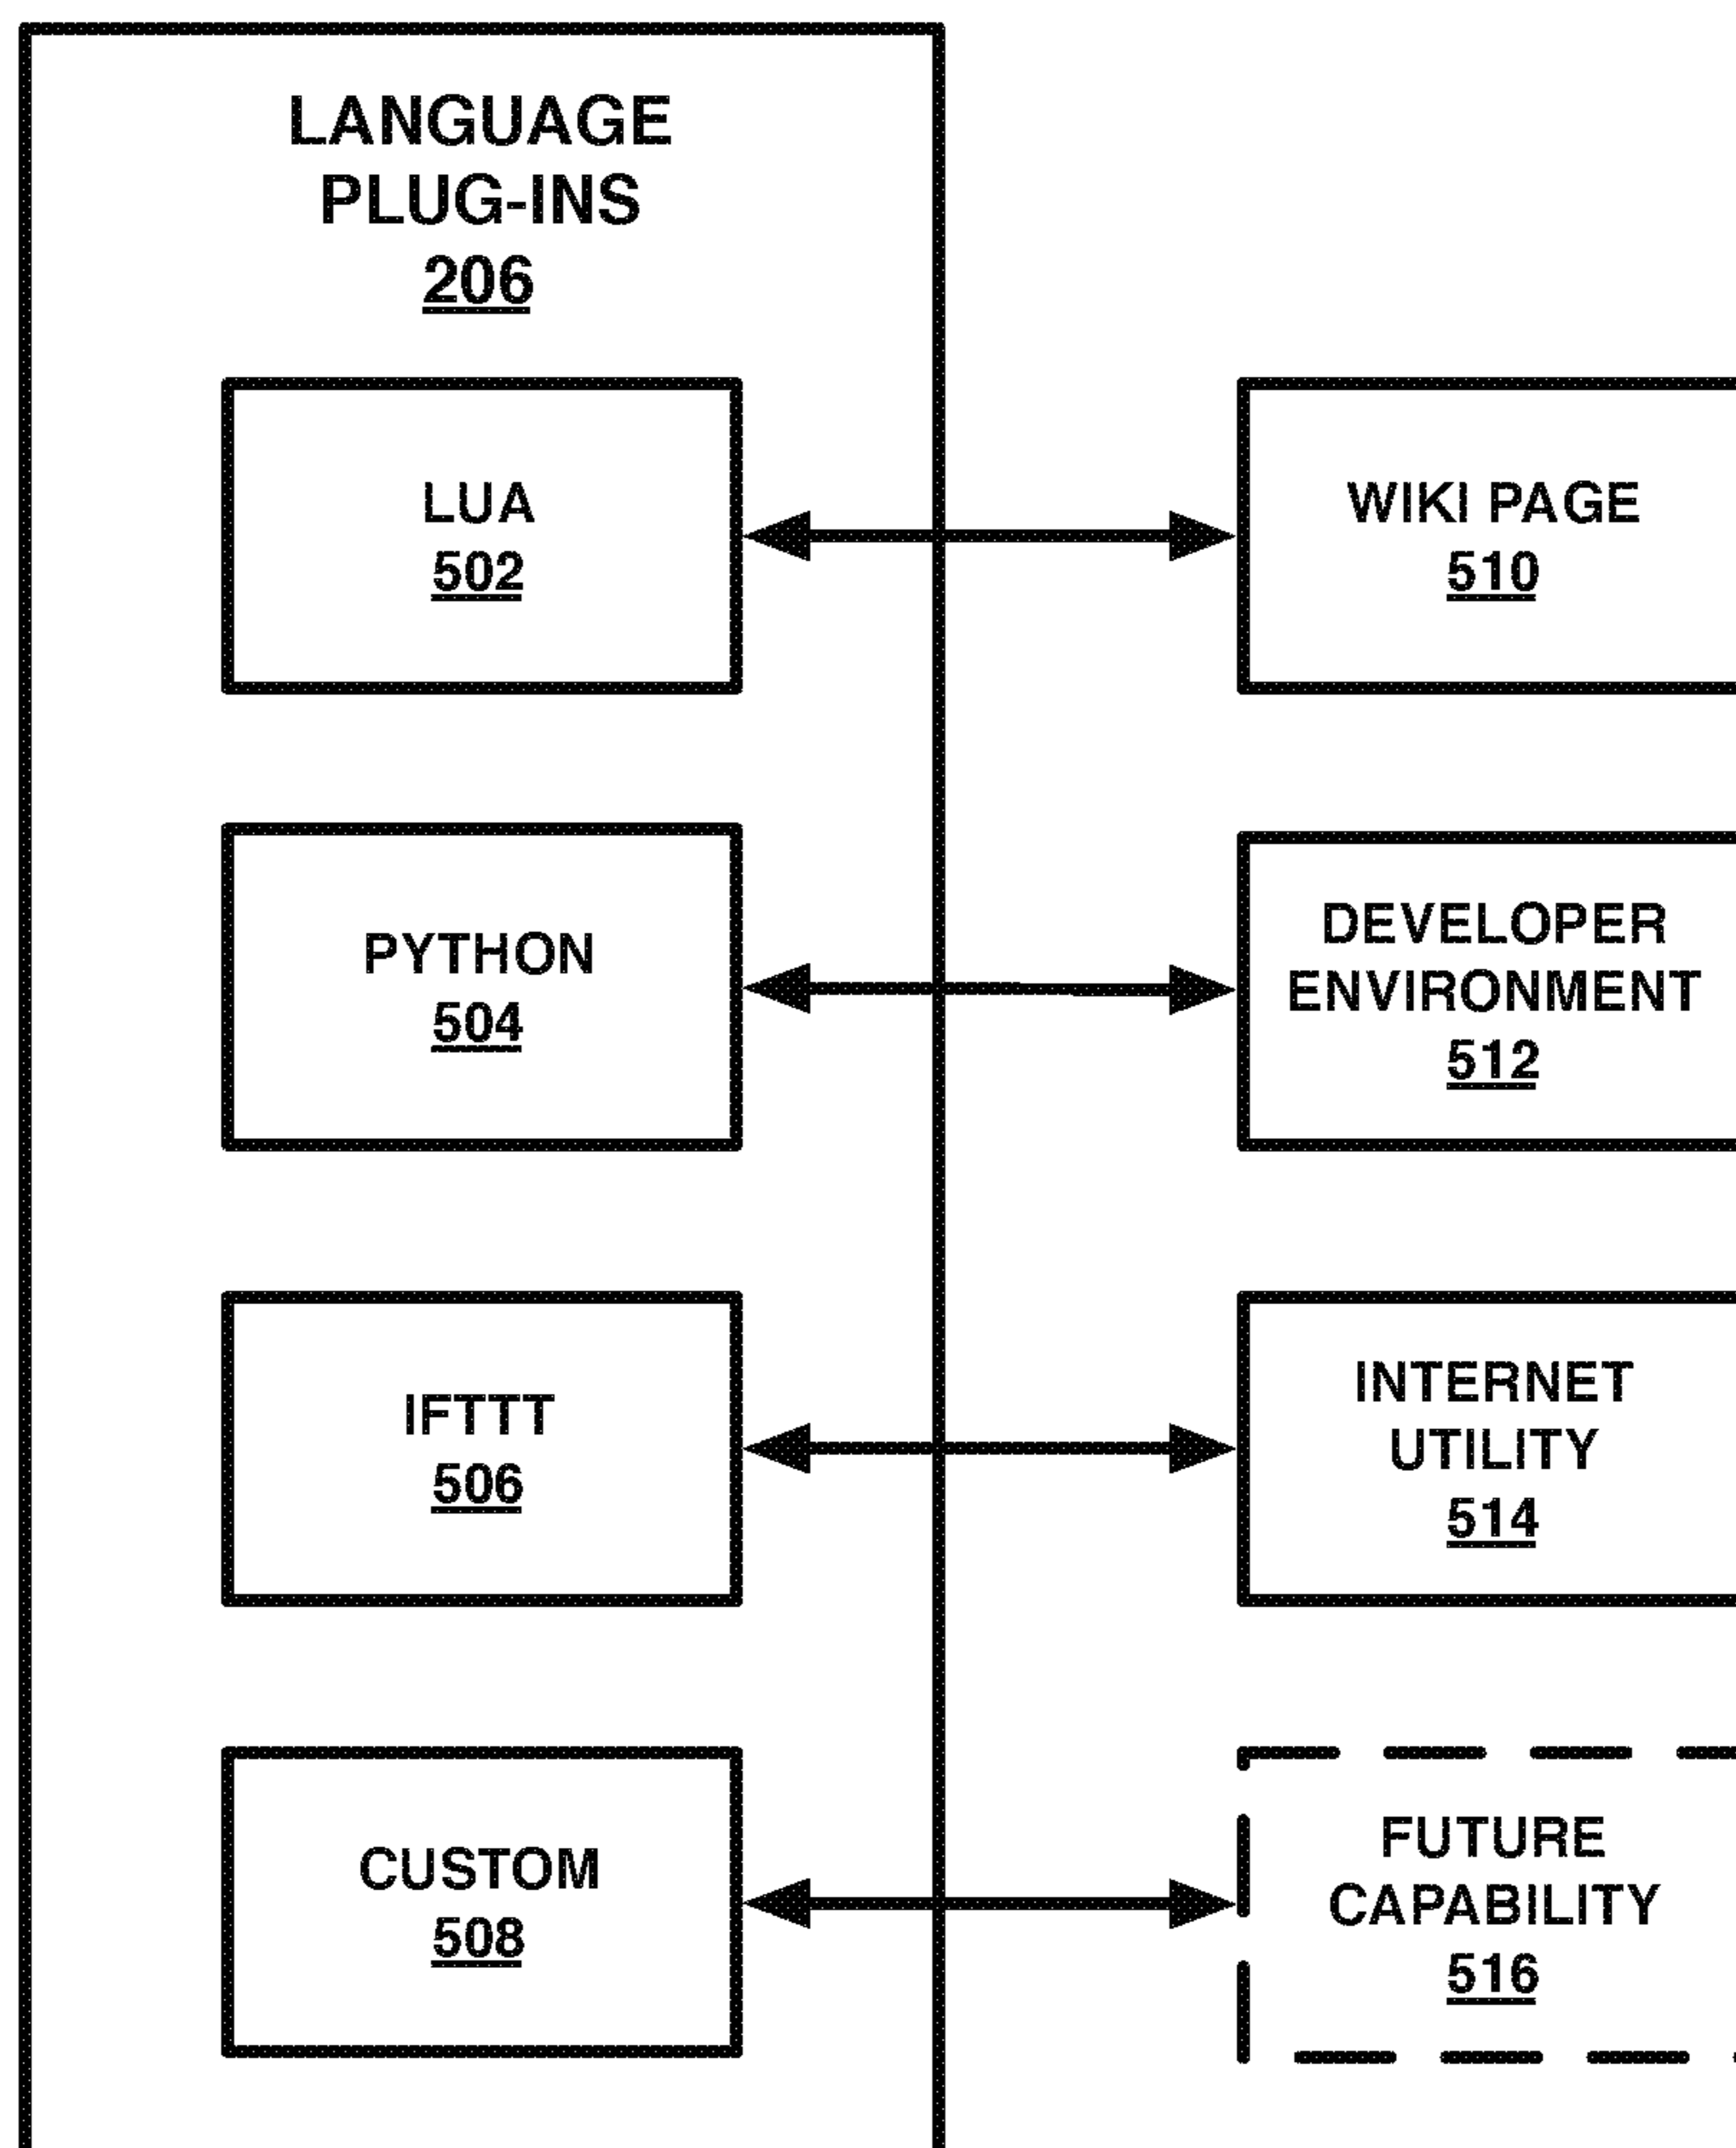 LANGUAGE
PLUG-INS
206
LUA
502
WIKI PAGE
510
PYTHON
504
DEVELOPER
ENVIRONMENT
512
IFTTT
506
INTERNET
UTILITY
514
CUSTOM
508
FUTURE
CAPABILITY
516